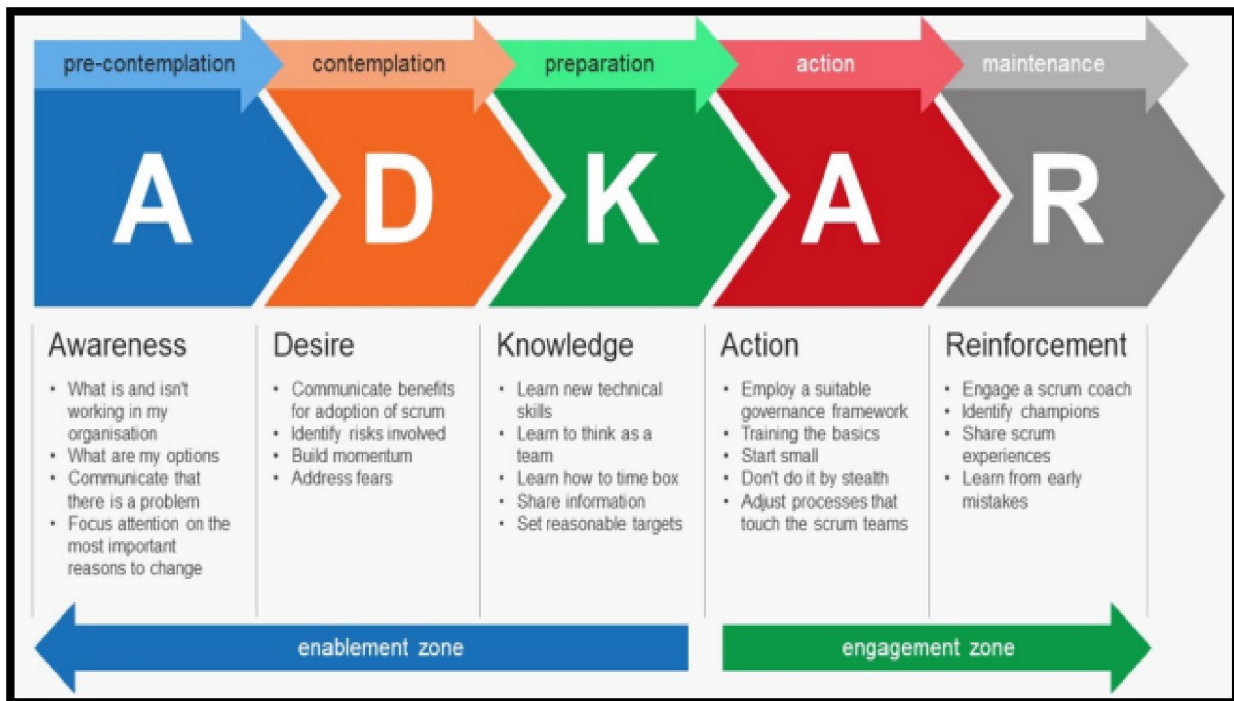 pre-contemplation
contemplation
preparation
action
maintenance
A
D
K
A
R
Awareness
• What is and isn't
working in my
organisation
• What are my options
• Communicate that
there is a problem
• Focus attention on the
most important
reasons to change
Desire
• Communicate benefits
for adoption of scrum
• Identify risks involved
• Build momentum
• Address fears
Knowledge
• Learn new technical
skills
• Learn to think as a
team
• Learn how to time box
• Share information
• Set reasonable targets
Action
• Employ a suitable
governance framework
• Training the basics
• Start small
• Don't do it by stealth
• Adjust processes that
touch the scrum teams
Reinforcement
• Engage a scrum coach
• Identify champions
• Share scrum
experiences
• Learn from early
mistakes
enablement zone
engagement zone